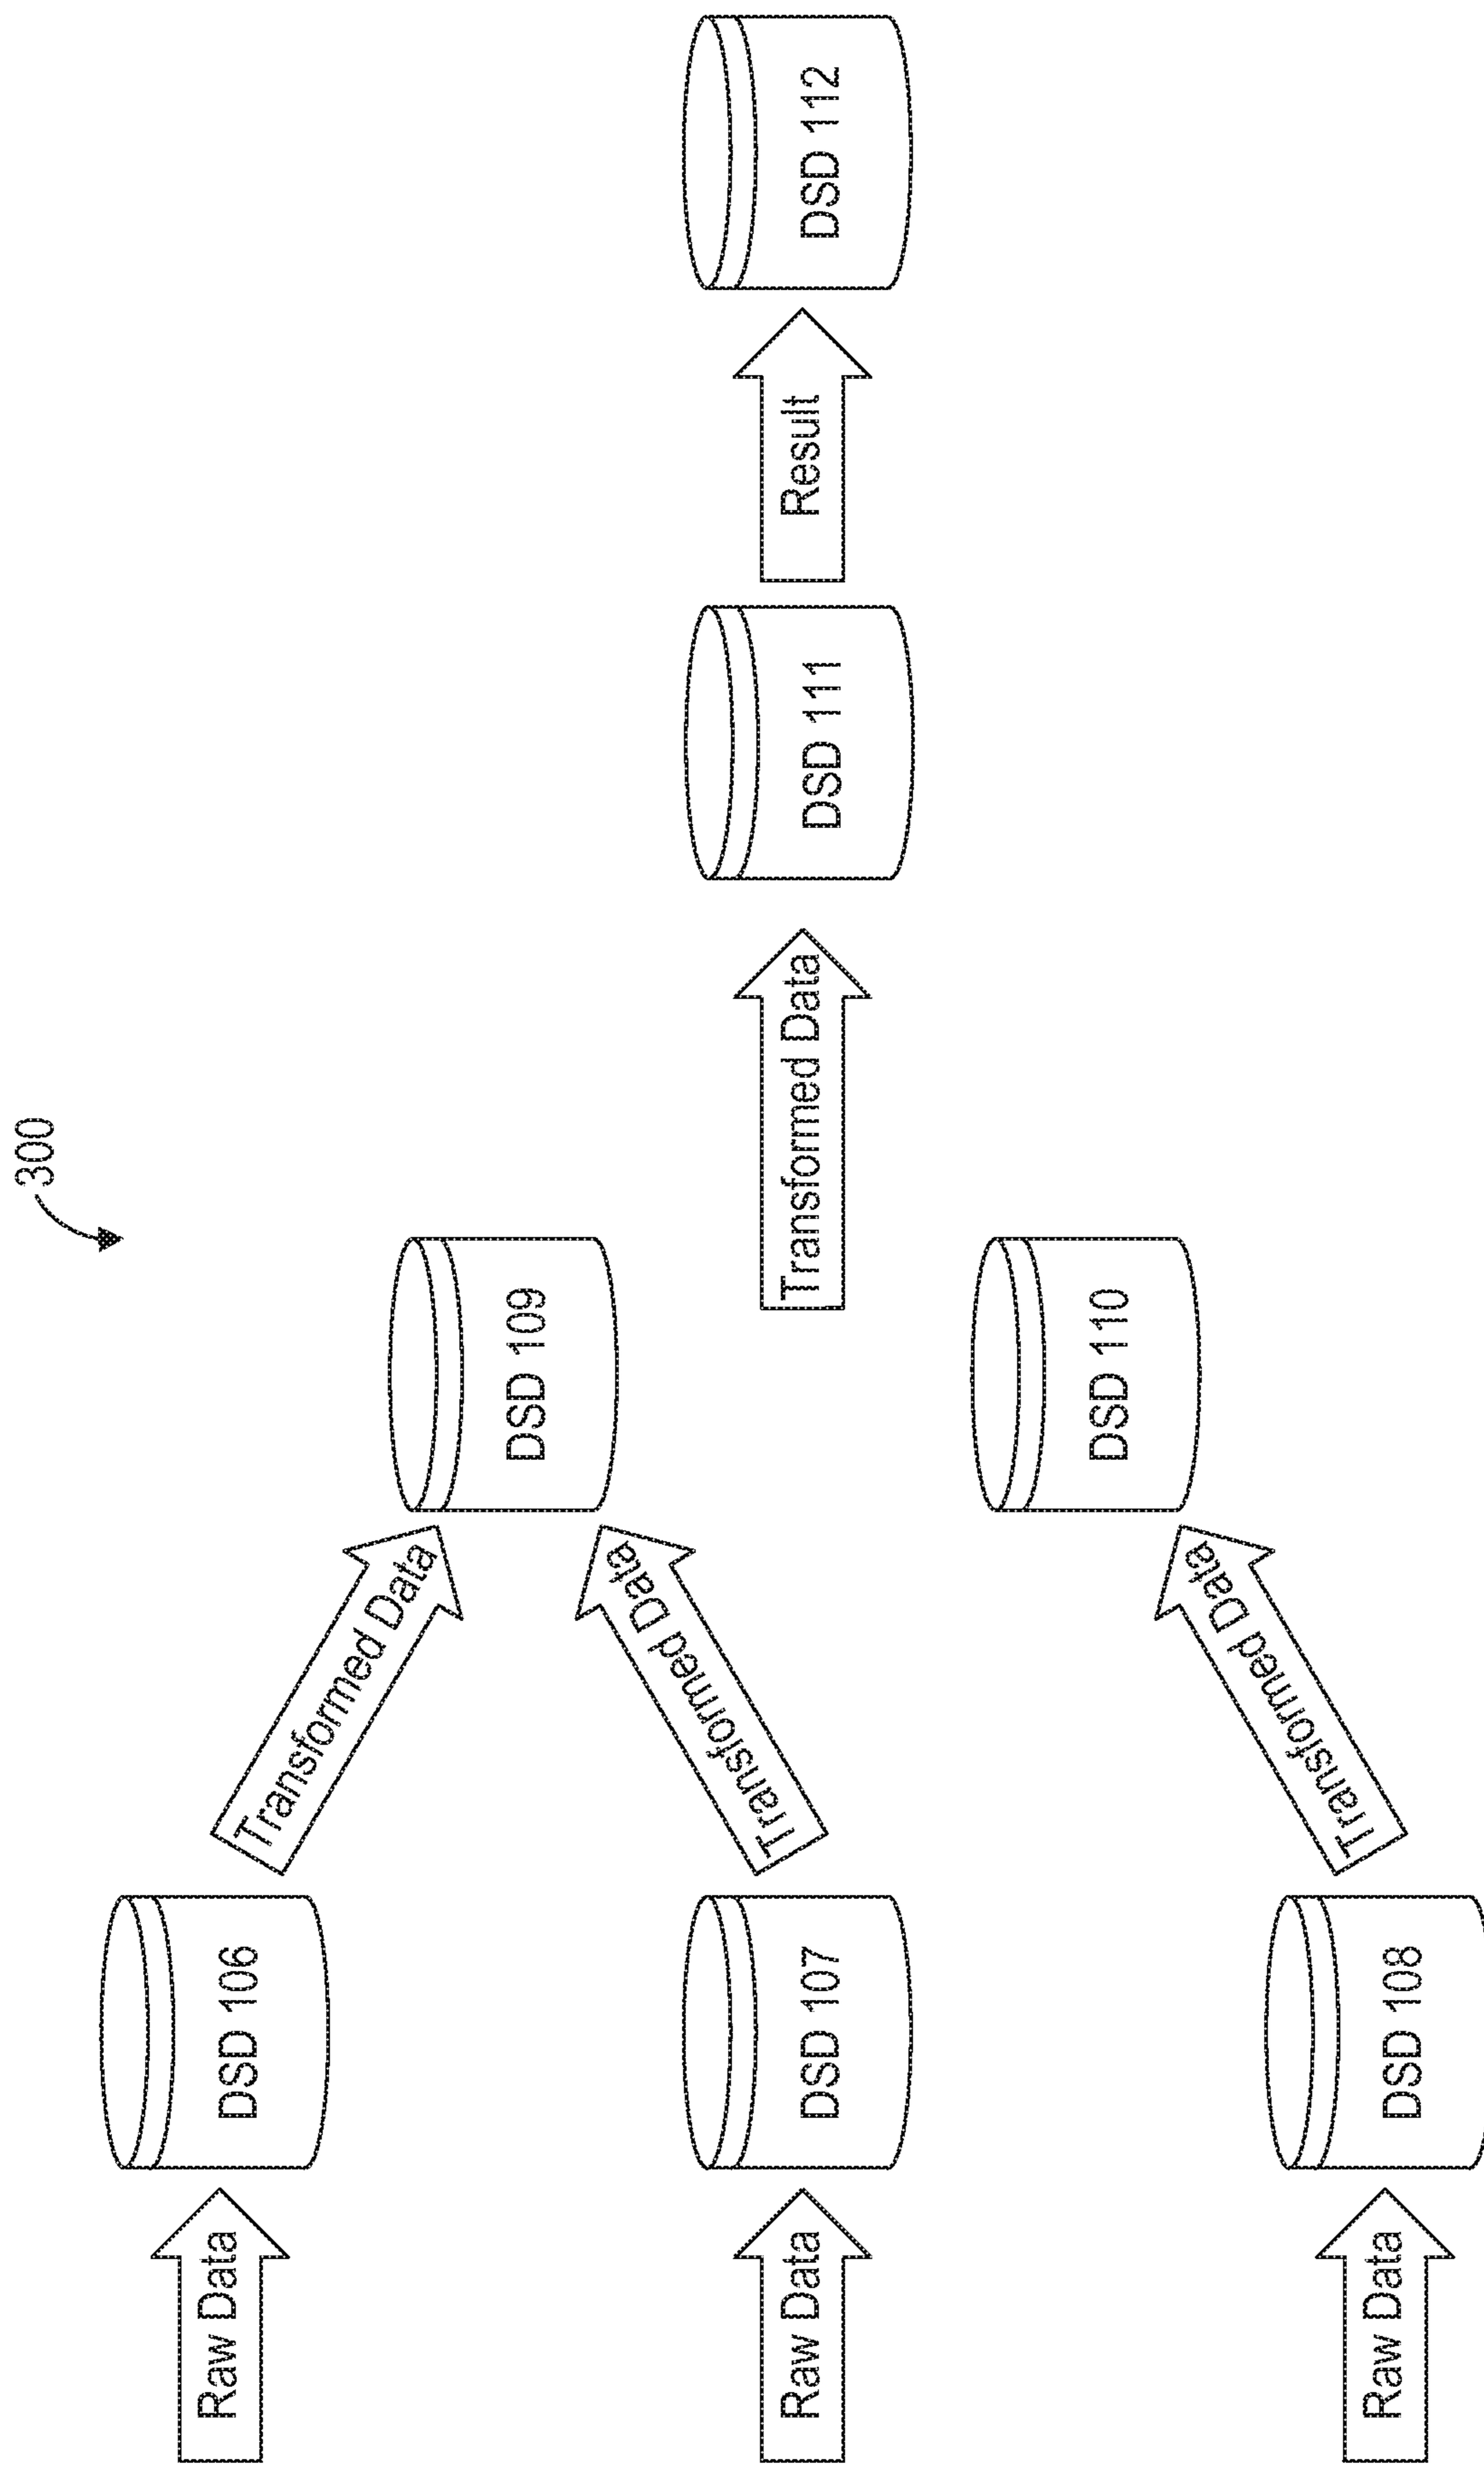 300
Raw Data
DSD 106
Transformed Data
DSD 109
Raw Data
DSD 107
Transformed Data
Transformed Data
DSD 111
Result
DSD 112
Raw Data
DSD 108
Transformed Data
DSD 110